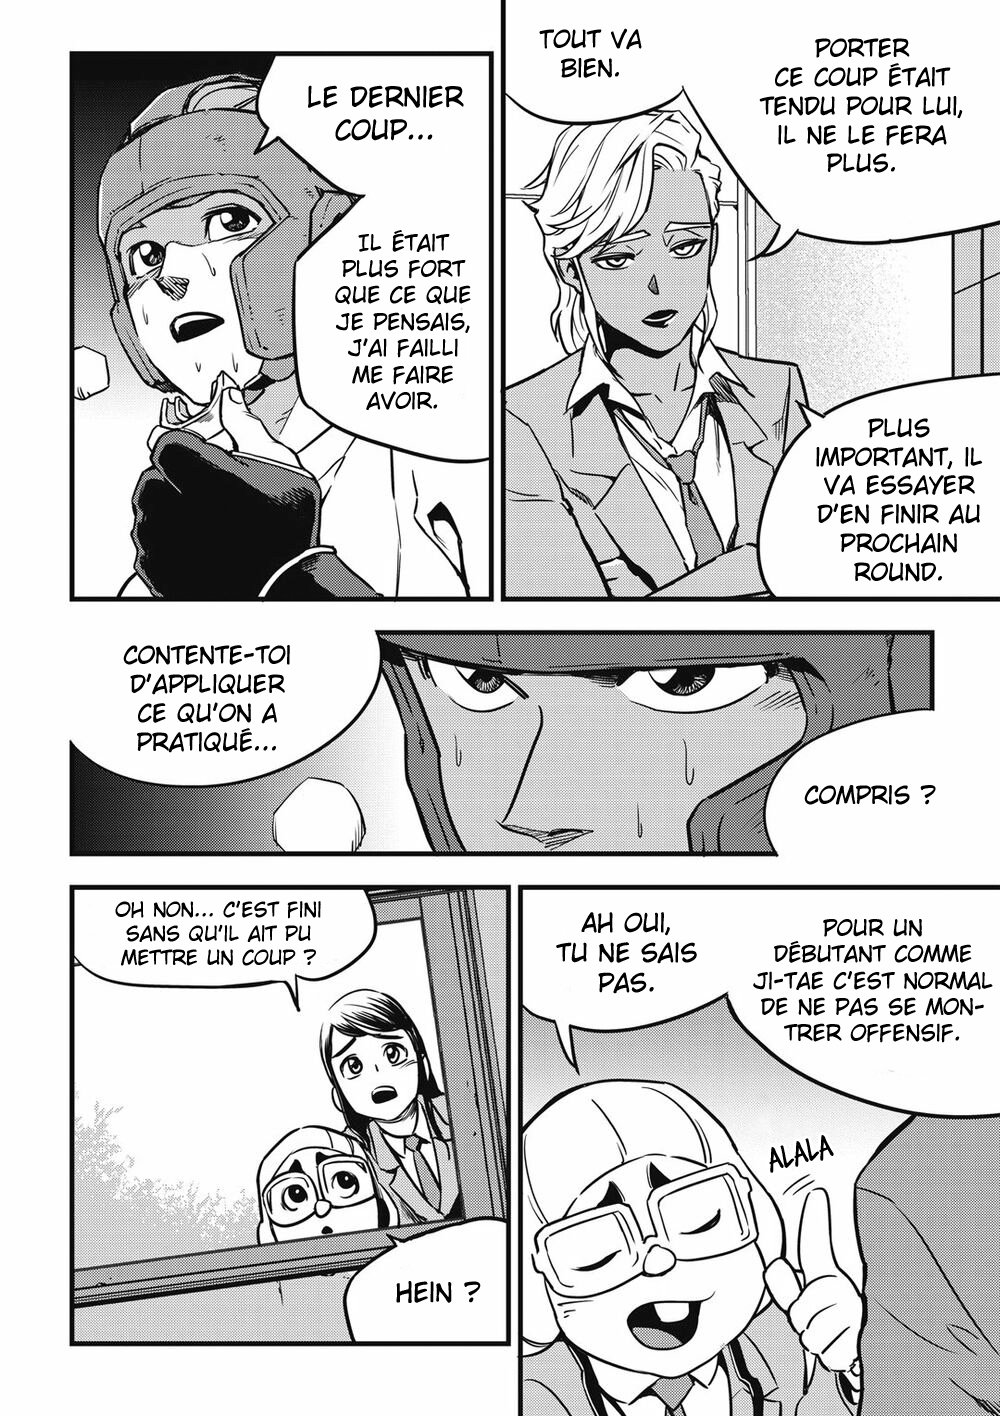 LE DERNIER
COUP...
IL ÉTAIT
PLUS FORT
QUE CE QUE
JE PENSAIS,
J'AI FAILLI
ME FAIRE
AVOIR.
TOUT VA
BIEN.
PORTER
CE COUP ÉTAIT
TENDU POUR LUI,
IL NE LE FERA
PLUS.
PLUS
IMPORTANT, IL
VA ESSAYER
D'EN FINIR AU
PROCHAIN
ROUND.
CONTENTE-TOI
D'APPLIQUER
CE QU'ON A
PRATIQUÉ...
COMPRIS ?
OH NON... C'EST FINI
SANS QU'IL AIT PU
METTRE UN COUP ?
HEIN ?
AH OUI,
TU NE SAIS
PAS.
POUR UN
DÉBUTANT COMME
JI-TAE C'EST NORMAL
DE NE PAS SE MON-
TRER OFFENSIF.
ALALA